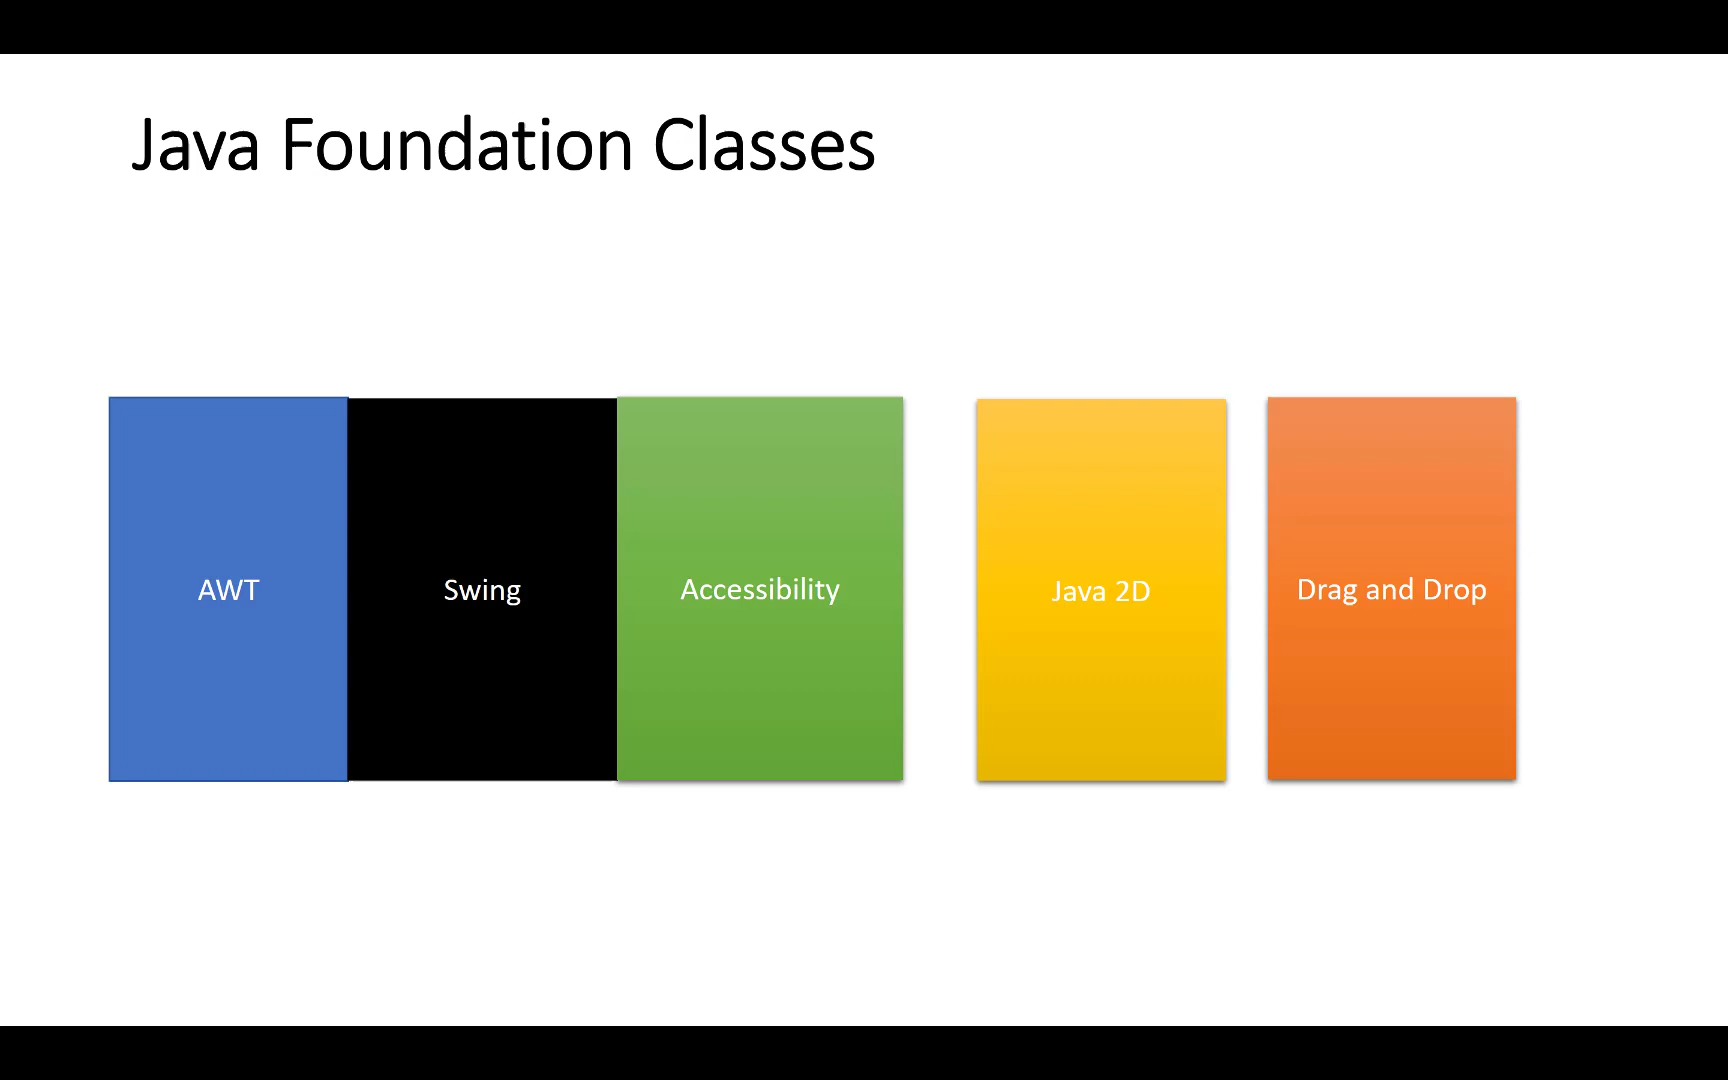 Java Foundation Classes
AWT
Swing
Accessibility
Java 2D
Drag and Drop